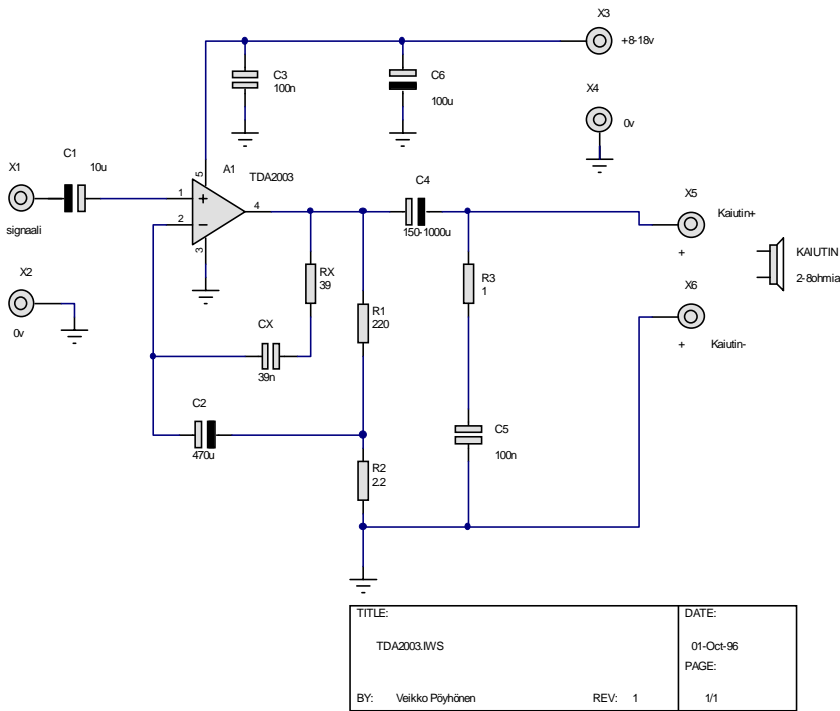 X3
+8-18v
C3
100n
C6
100u
X4
0v
C1
10u
X1
signaali
A1
TDA2003
5
1
+
2
−
4
3
C4
150-1000u
X5
Kaiutin+
+
KAIUTIN
2-8ohmia
X2
0v
RX
39
R1
220
R3
1
X6
+
Kaiutin-
CX
39n
C2
470u
C5
100n
R2
2.2
TITLE:
TDA2003.IWS
DATE:
01-Oct-96
PAGE:
1/1
BY: Veikko Pöyhönen
REV: 1